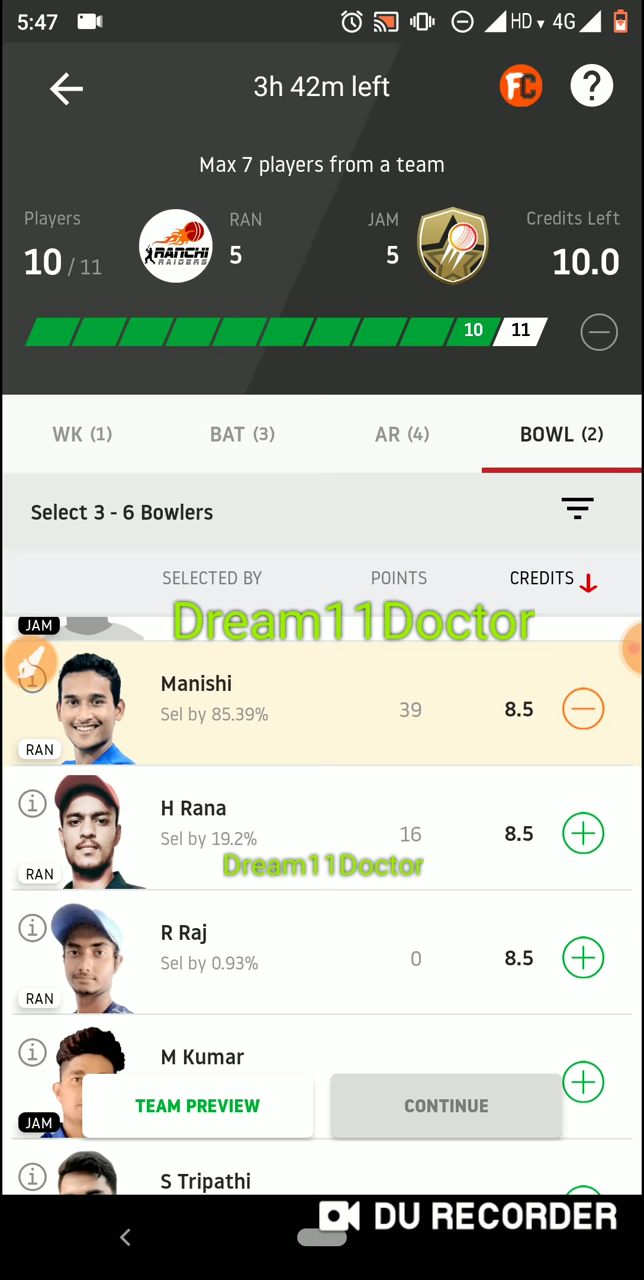 5:47 HD 4G
3h 42m left FC ?
Max 7 players from a team
Players RAN JAM Credits Left
10 / 11 RANCHI RAIDERS 5 5 10.0
10 11
WK (1) BAT (3) AR (4) BOWL (2)
Select 3 - 6 Bowlers
SELECTED BY POINTS CREDITS
JAM Dream11Doctor
Manishi
Sel by 85.39% 39 8.5
RAN
H Rana
Sel by 19.2% 16 8.5
Dream11Doctor
RAN
R Raj
Sel by 0.93% 0 8.5
RAN
M Kumar
TEAM PREVIEW CONTINUE
JAM
S Tripathi
DU RECORDER